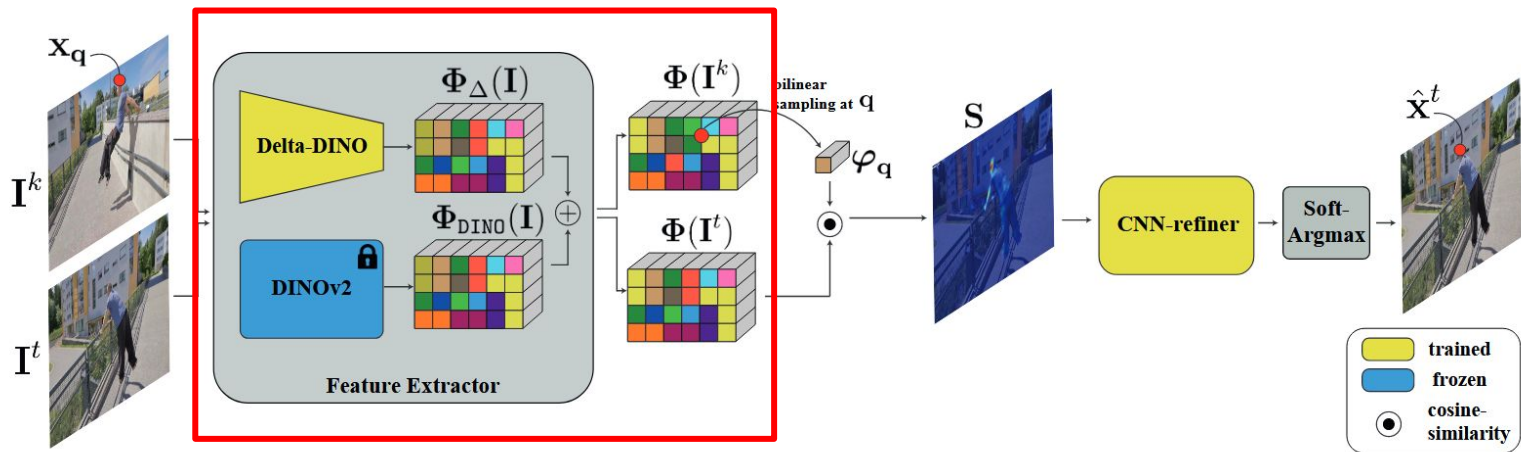 x_q
I^k
I^t
Delta-DINO
DINOv2
Φ_Δ(I)
Φ_DINO(I)
Feature Extractor
Φ(I^k)
Φ(I^t)
bilinear
sampling at q
φ_q
S
CNN-refiner
Soft-
Argmax
x̂^t
trained
frozen
cosine-
similarity